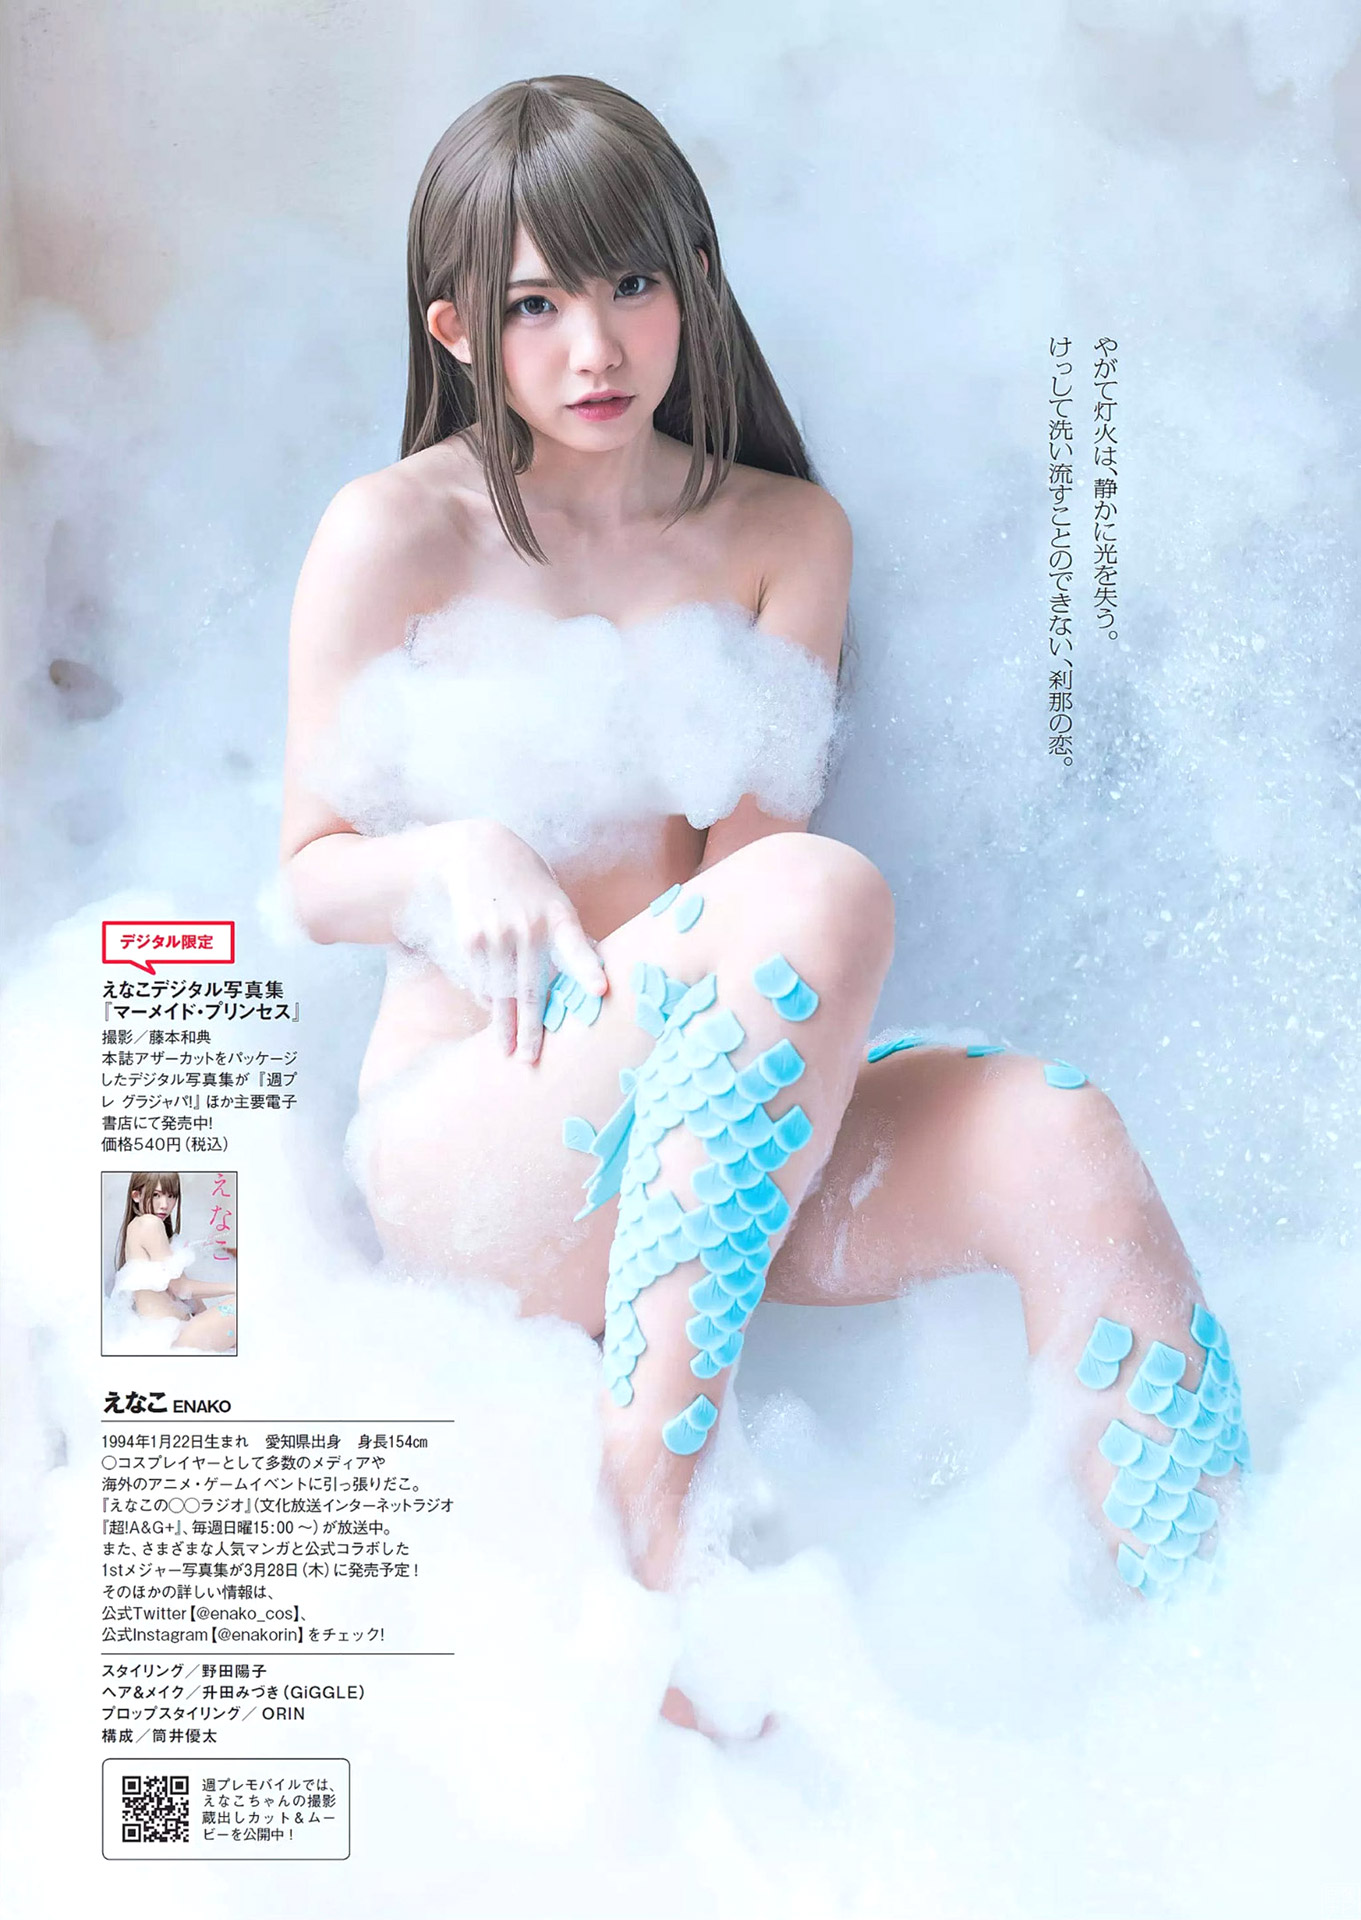 やがて灯火は、静かに光を失う。
けっして洗い流すことのできない、刹那の恋。
デジタル限定
えなこデジタル写真集
『マーメイド・プリンセス』
撮影／藤本和典
本誌アザーカットをパッケージ
したデジタル写真集が『週プ
レ グラジャパ!』ほか主要電子
書店にて発売中!
価格540円（税込）
えなこ
えなこ ENAKO
1994年1月22日生まれ　愛知県出身　身長154㎝
○コスプレイヤーとして多数のメディアや
海外のアニメ・ゲームイベントに引っ張りだこ。
『えなこの○○ラジオ』（文化放送インターネットラジオ
『超!A&G+』、毎週日曜15：00 〜）が放送中。
また、さまざまな人気マンガと公式コラボした
1stメジャー写真集が3月28日（木）に発売予定！
そのほかの詳しい情報は、
公式Twitter【@enako_cos】、
公式Instagram【@enakorin】をチェック!
スタイリング／野田陽子
ヘア&メイク／升田みづき（GiGGLE）
プロップスタイリング／ORIN
構成／筒井優太
週プレモバイルでは、
えなこちゃんの撮影
蔵出しカット＆ムー
ビーを公開中！